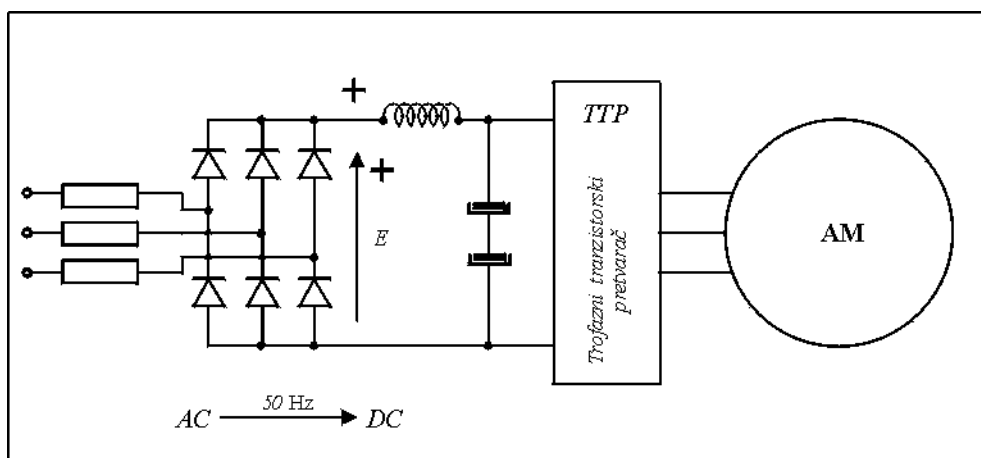 +
TTP
+
E
Trofazni tranzistorski
pretvarač
AM
AC 50 Hz DC